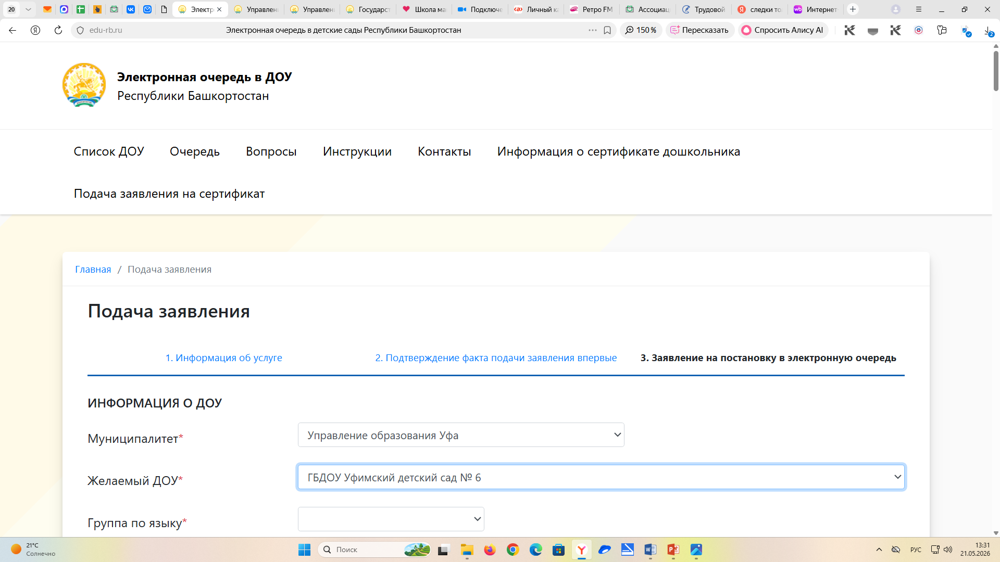 20
Электр
Управлен
Управлен
Государст
Школа ма
Подключе
Личный ка
Ретро FM
Ассоциац
Трудовой
следки то
Интернет
edu-rb.ru
Электронная очередь в детские сады Республики Башкортостан
150 %
Пересказать
Спросить Алису AI
2
Электронная очередь в ДОУ
Республики Башкортостан
Список ДОУ
Очередь
Вопросы
Инструкции
Контакты
Информация о сертификате дошкольника
Подача заявления на сертификат
Главная / Подача заявления
Подача заявления
1. Информация об услуге
2. Подтверждение факта подачи заявления впервые
3. Заявление на постановку в электронную очередь
ИНФОРМАЦИЯ О ДОУ
Муниципалитет*
Управление образования Уфа
Желаемый ДОУ*
ГБДОУ Уфимский детский сад № 6
Группа по языку*
21°C
Солнечно
Поиск
РУС
13:31
21.05.2026